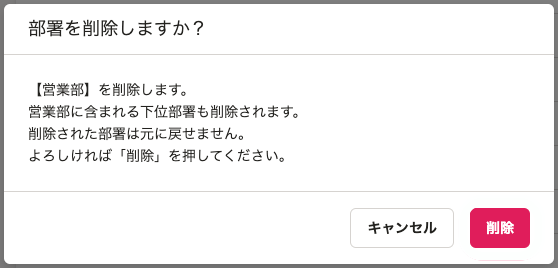 部署を削除しますか？
【営業部】を削除します。
営業部に含まれる下位部署も削除されます。
削除された部署は元に戻せません。
よろしければ「削除」を押してください。
キャンセル
削除